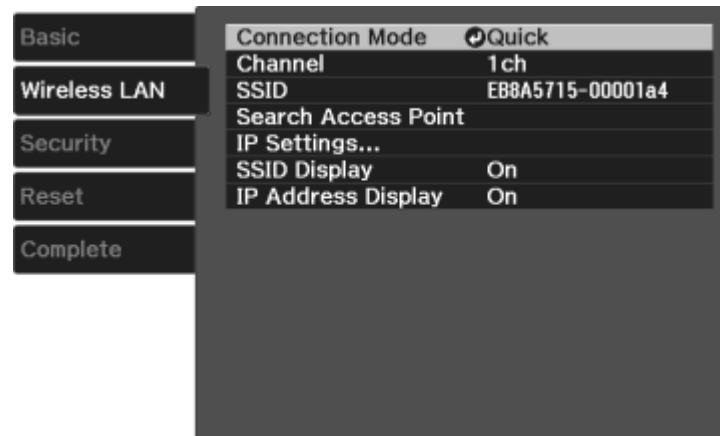 Basic
Wireless LAN
Security
Reset
Complete
Connection Mode Quick
Channel 1ch
SSID EB8A5715-00001a4
Search Access Point
IP Settings...
SSID Display On
IP Address Display On